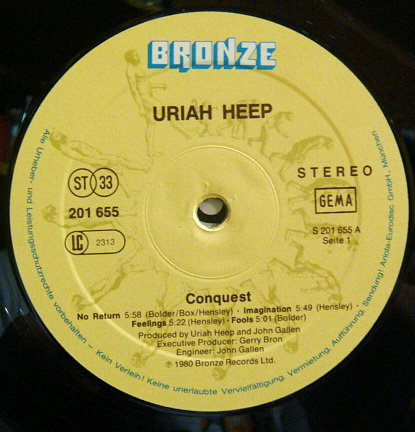 BRONZE
URIAH HEEP
ST 33
201 655
LC 2313
STEREO
GEMA
S 201 655 A
Seite 1
Conquest
No Return 5:58 (Bolder/Box/Hensley) · Imagination 5:49 (Hensley) ·
Feelings 5:22 (Hensley) · Fools 5:01 (Bolder)
Produced by Uriah Heep and John Gallen
Executive Producer: Gerry Bron
Engineer: John Gallen
℗ 1980 Bronze Records Ltd.
Alle Urheber- und Leistungsschutzrechte vorbehalten – Kein Verleih! Keine unerlaubte Vervielfältigung, Vermietung, Aufführung, Sendung! Ariola-Eurodisc GmbH, München